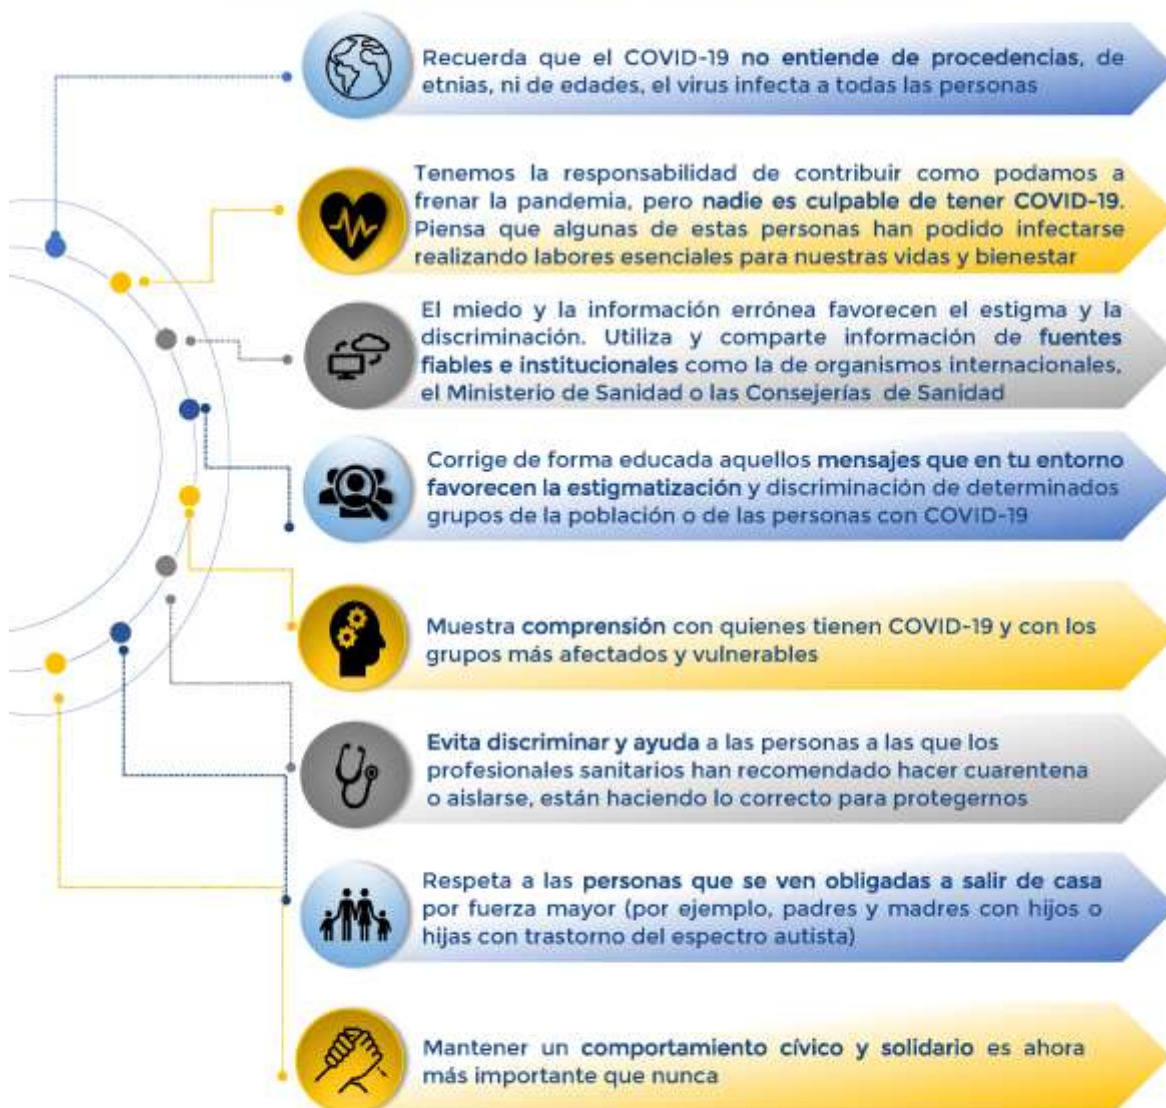 Recuerda que el COVID-19 no entiende de procedencias, de
etnias, ni de edades, el virus infecta a todas las personas
Tenemos la responsabilidad de contribuir como podamos a
frenar la pandemia, pero nadie es culpable de tener COVID-19.
Piensa que algunas de estas personas han podido infectarse
realizando labores esenciales para nuestras vidas y bienestar
El miedo y la información errónea favorecen el estigma y la
discriminación. Utiliza y comparte información de fuentes
fiables e institucionales como la de organismos internacionales,
el Ministerio de Sanidad o las Consejerías de Sanidad
Corrige de forma educada aquellos mensajes que en tu entorno
favorecen la estigmatización y discriminación de determinados
grupos de la población o de las personas con COVID-19
Muestra comprensión con quienes tienen COVID-19 y con los
grupos más afectados y vulnerables
Evita discriminar y ayuda a las personas a las que los
profesionales sanitarios han recomendado hacer cuarentena
o aislarse, están haciendo lo correcto para protegernos
Respeta a las personas que se ven obligadas a salir de casa
por fuerza mayor (por ejemplo, padres y madres con hijos o
hijas con trastorno del espectro autista)
Mantener un comportamiento cívico y solidario es ahora
más importante que nunca